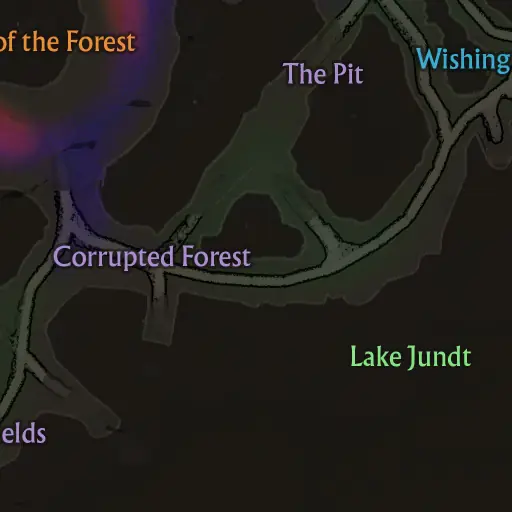 of the Forest
Wishing
The Pit
Corrupted Forest
Lake Jundt
elds